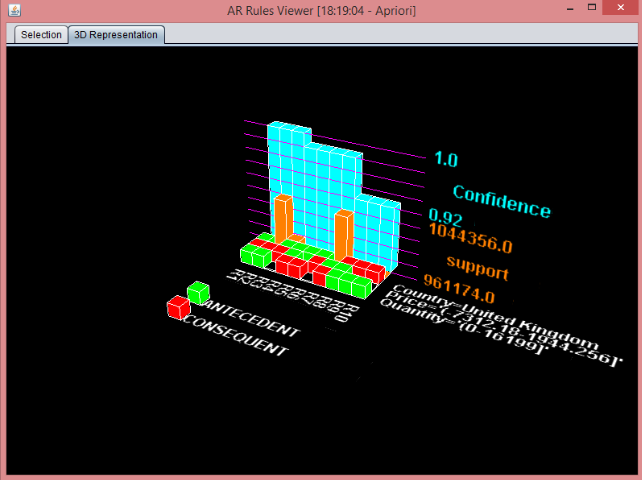 AR Rules Viewer [18:19:04 - Apriori]
Selection
3D Representation
1.0
Confidence
0.92
1044356.0
support
961174.0
R10
Country=United Kingdom
Quantity='(0-16199]'
ANTECEDENT
CONSEQUENT